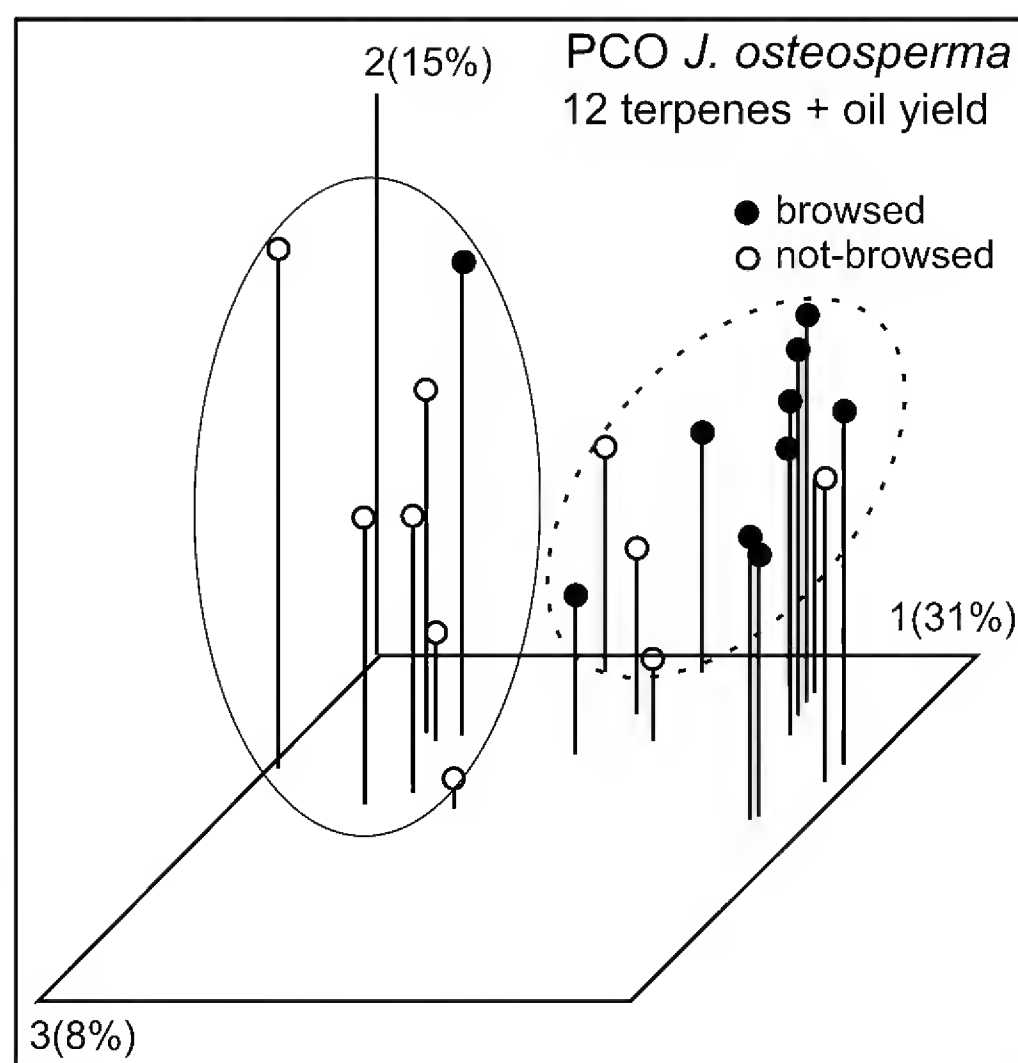 PCO J. osteosperma
12 terpenes + oil yield
2(15%)
browsed
not-browsed
1(31%)
3(8%)